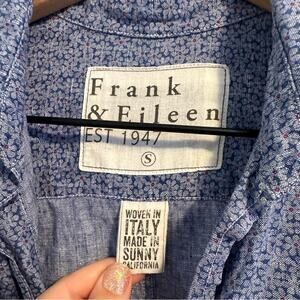 Frank
& Eileen
EST 1947
S
WOVEN IN
ITALY
MADE IN
SUNNY
CALIFORNIA